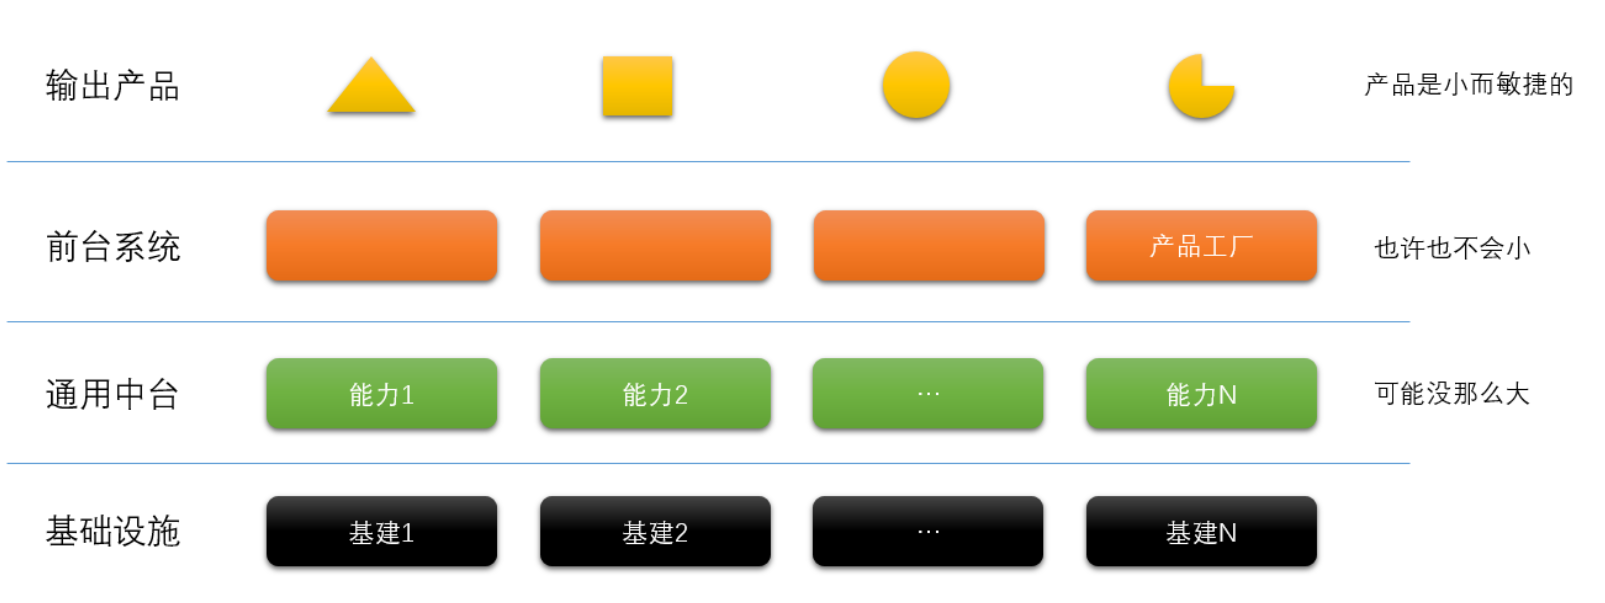 输出产品
产品是小而敏捷的
前台系统
产品工厂
也许也不会小
通用中台
能力1
能力2
...
能力N
可能没那么大
基础设施
基建1
基建2
...
基建N